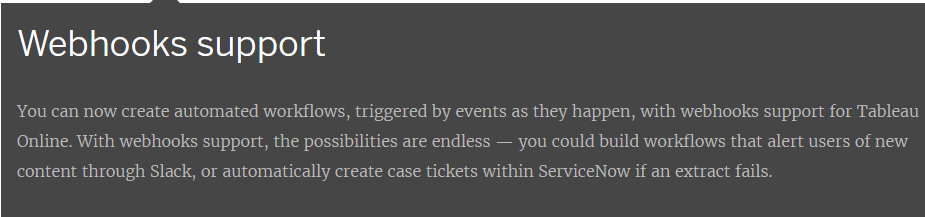 Webhooks support
You can now create automated workflows, triggered by events as they happen, with webhooks support for Tableau
Online. With webhooks support, the possibilities are endless — you could build workflows that alert users of new
content through Slack, or automatically create case tickets within ServiceNow if an extract fails.